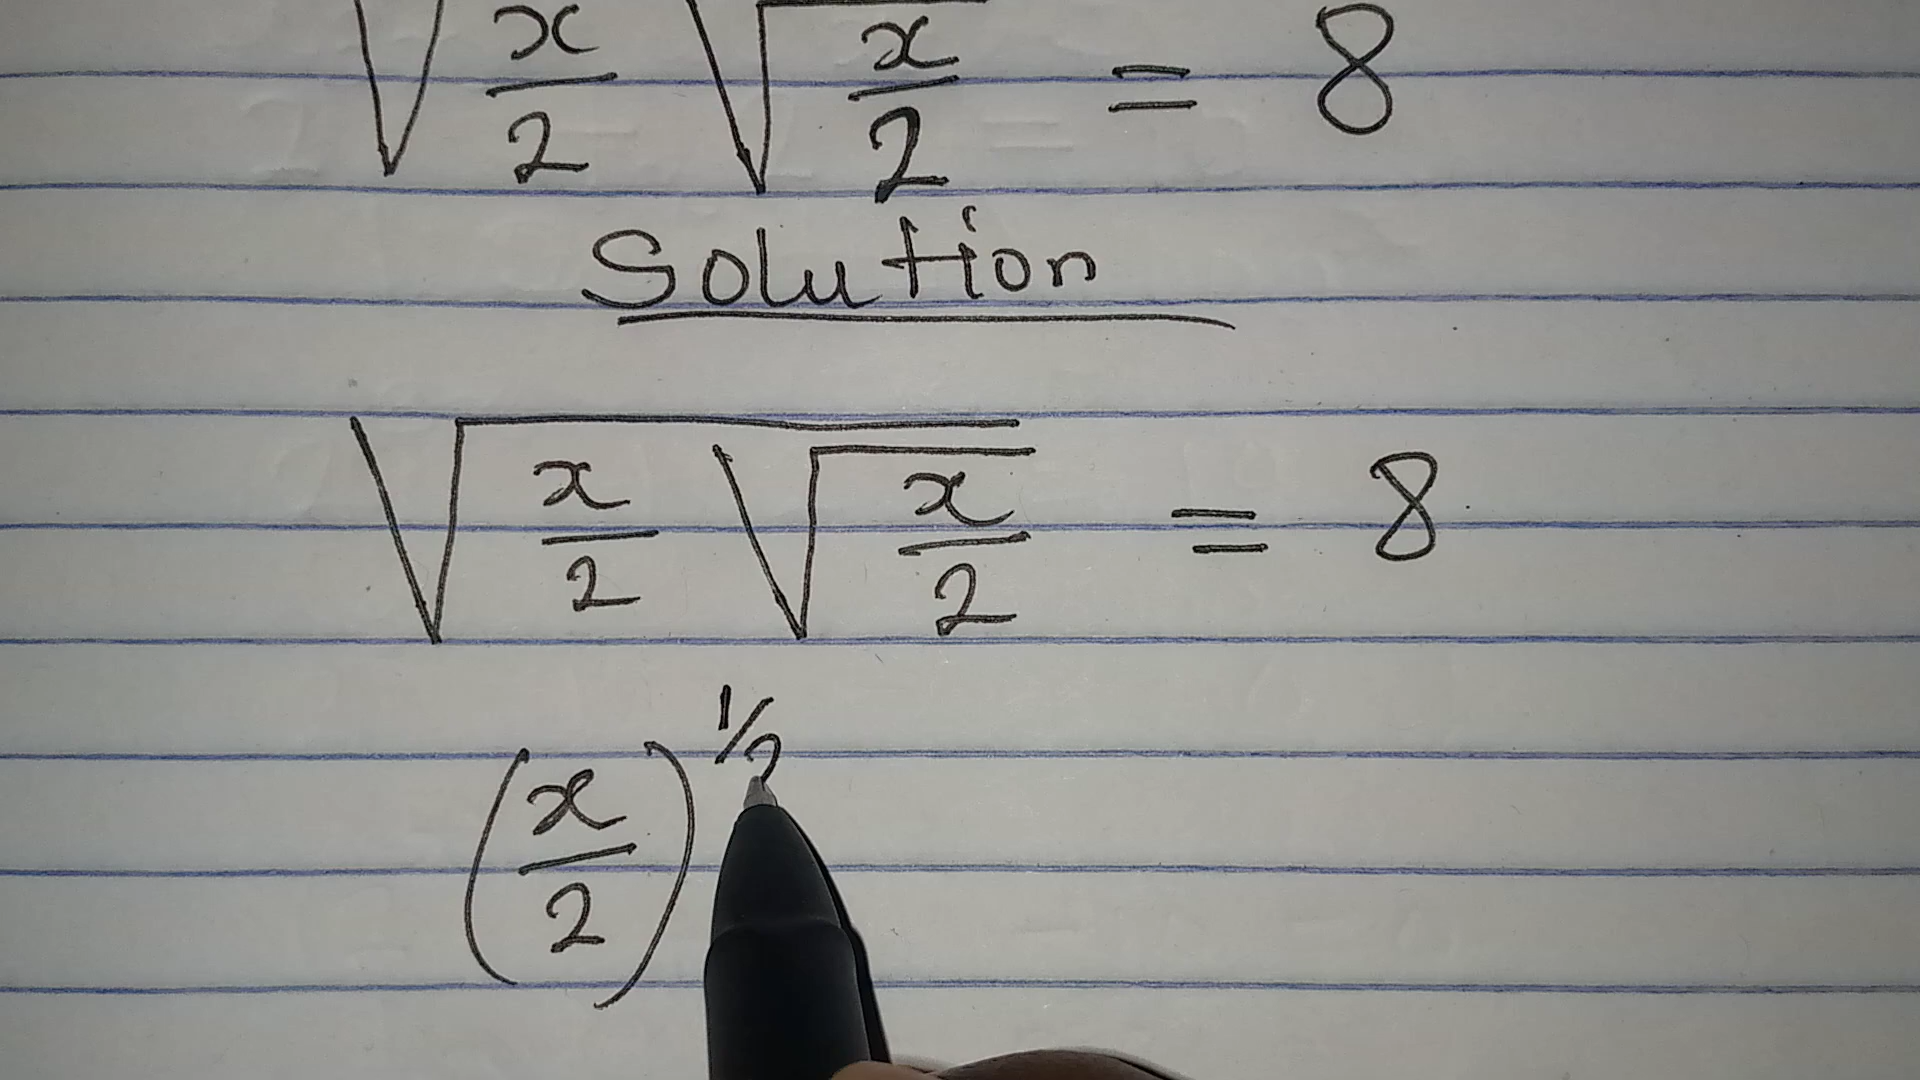 √(x/2 √(x/2)) = 8
Solution
√(x/2 √(x/2)) = 8
(x/2)^1/2